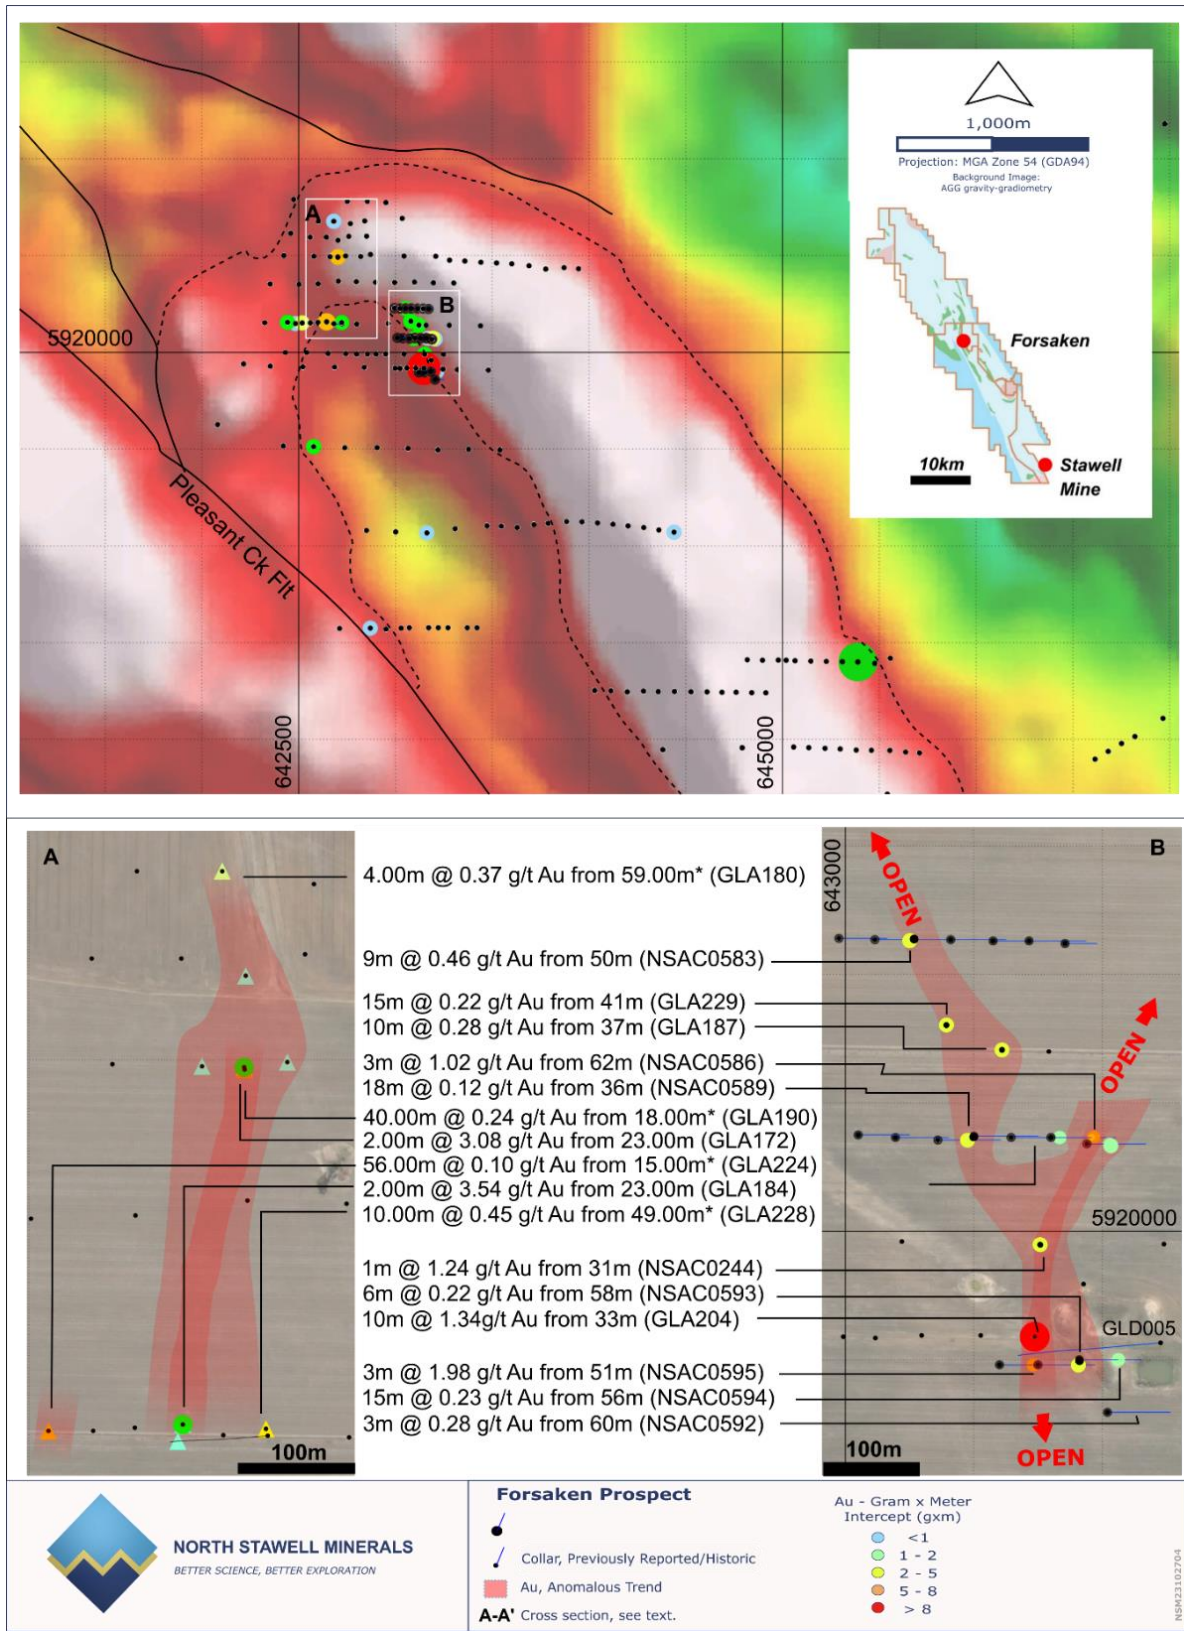 A
B
5920000
642500
645000
Pleasant Ck Flt
1,000m
Projection: MGA Zone 54 (GDA94)
Background Image:
AGG gravity-gradiometry
Forsaken
10km
Stawell
Mine
A
4.00m @ 0.37 g/t Au from 59.00m* (GLA180)
9m @ 0.46 g/t Au from 50m (NSAC0583)
15m @ 0.22 g/t Au from 41m (GLA229)
10m @ 0.28 g/t Au from 37m (GLA187)
3m @ 1.02 g/t Au from 62m (NSAC0586)
18m @ 0.12 g/t Au from 36m (NSAC0589)
40.00m @ 0.24 g/t Au from 18.00m* (GLA190)
2.00m @ 3.08 g/t Au from 23.00m (GLA172)
56.00m @ 0.10 g/t Au from 15.00m* (GLA224)
2.00m @ 3.54 g/t Au from 23.00m (GLA184)
10.00m @ 0.45 g/t Au from 49.00m* (GLA228)
1m @ 1.24 g/t Au from 31m (NSAC0244)
6m @ 0.22 g/t Au from 58m (NSAC0593)
10m @ 1.34g/t Au from 33m (GLA204)
3m @ 1.98 g/t Au from 51m (NSAC0595)
15m @ 0.23 g/t Au from 56m (NSAC0594)
3m @ 0.28 g/t Au from 60m (NSAC0592)
100m
B
643000
OPEN
OPEN
5920000
GLD005
100m
OPEN
NORTH STAWELL MINERALS
BETTER SCIENCE, BETTER EXPLORATION
Forsaken Prospect
Collar, Previously Reported/Historic
Au, Anomalous Trend
A-A' Cross section, see text.
Au - Gram x Meter
Intercept (gxm)
<1
1 - 2
2 - 5
5 - 8
> 8
NSM23102704